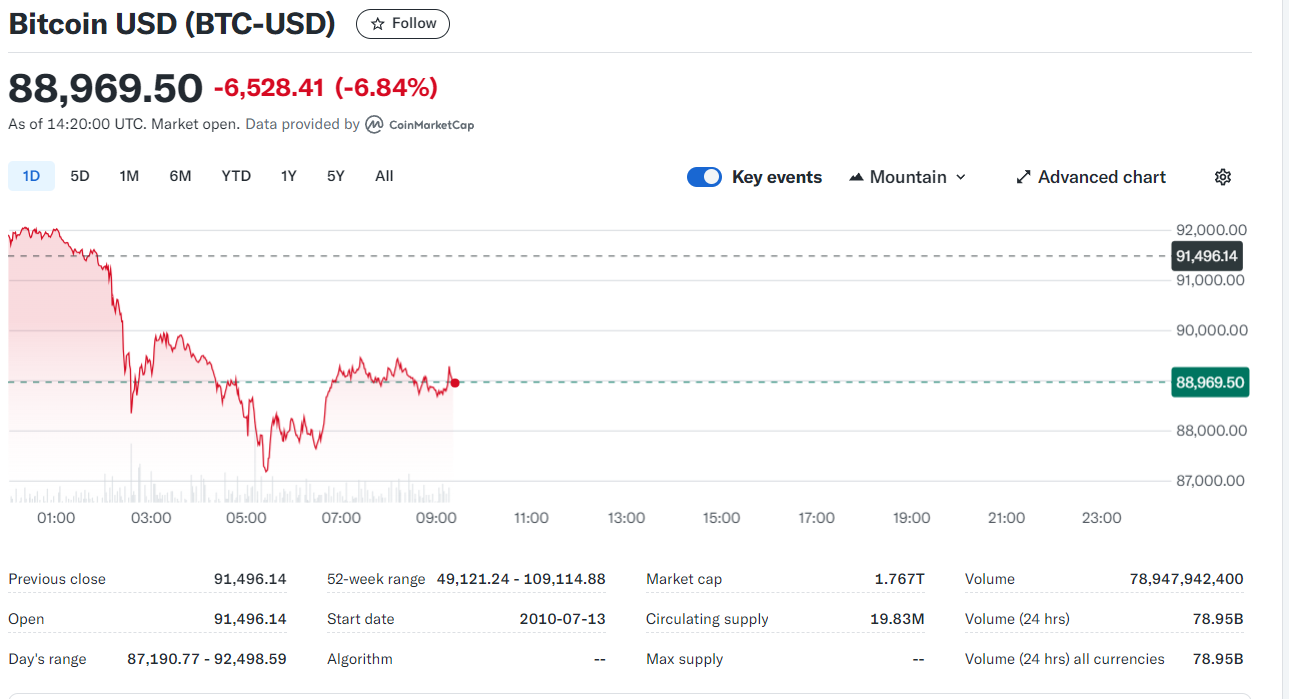 Bitcoin USD (BTC-USD) Follow
88,969.50 -6,528.41 (-6.84%)
As of 14:20:00 UTC. Market open. Data provided by CoinMarketCap
1D 5D 1M 6M YTD 1Y 5Y All Key events Mountain Advanced chart
92,000.00
91,496.14
91,000.00
90,000.00
88,969.50
88,000.00
87,000.00
01:00 03:00 05:00 07:00 09:00 11:00 13:00 15:00 17:00 19:00 21:00 23:00
Previous close 91,496.14 52-week range 49,121.24 - 109,114.88 Market cap 1.767T Volume 78,947,942,400
Open 91,496.14 Start date 2010-07-13 Circulating supply 19.83M Volume (24 hrs) 78.95B
Day's range 87,190.77 - 92,498.59 Algorithm -- Max supply -- Volume (24 hrs) all currencies 78.95B